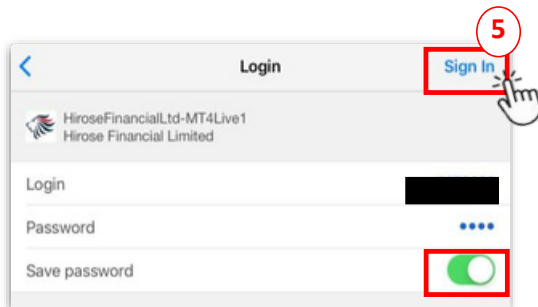 5
Login
Sign In
HiroseFinancialLtd-MT4Live1
Hirose Financial Limited
Login
Password
Save password